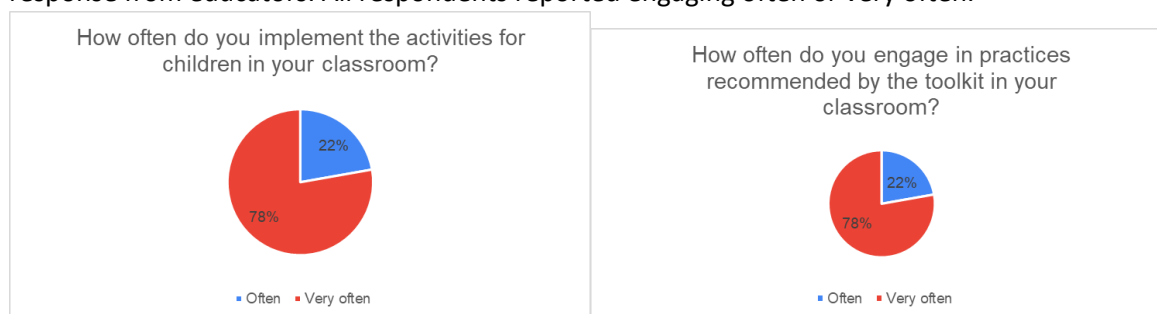 response from educators. All respondents reported engaging often or very often.
How often do you implement the activities for
children in your classroom?
22%
78%
Often Very often
How often do you engage in practices
recommended by the toolkit in your
classroom?
22%
78%
Often Very often